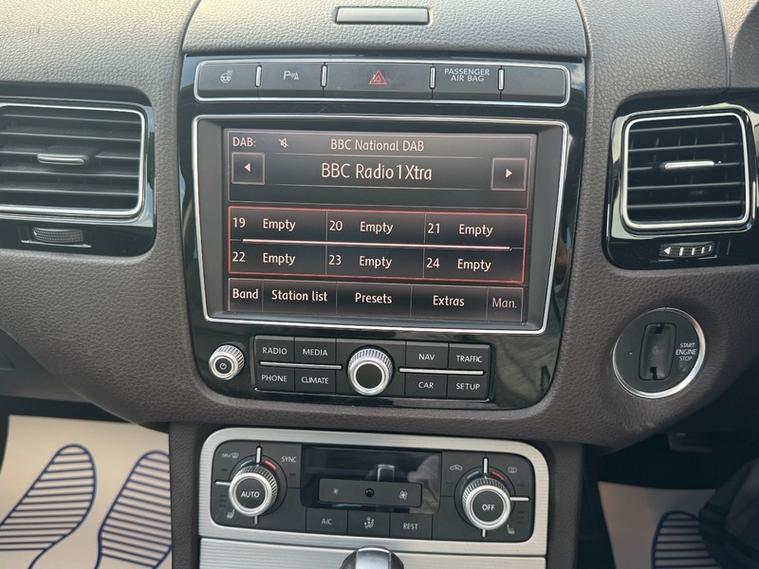 PASSENGER
AIR BAG
DAB: BBC National DAB
BBC Radio 1Xtra
19 Empty 20 Empty 21 Empty
22 Empty 23 Empty 24 Empty
Band Station list Presets Extras Man.
RADIO MEDIA NAV TRAFFIC
PHONE CLIMATE CAR SETUP
START
ENGINE
STOP
SYNC
AUTO OFF
A/C REST